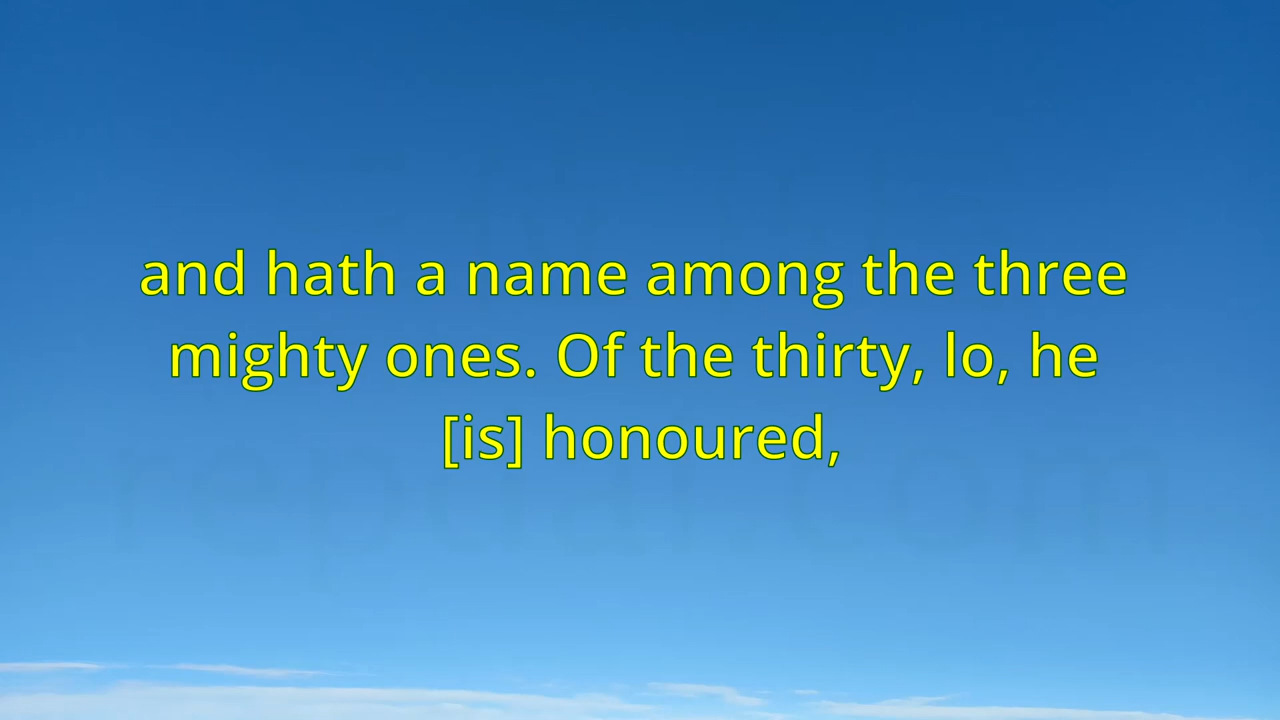 and hath a name among the three
mighty ones. Of the thirty, lo, he
[is] honoured,